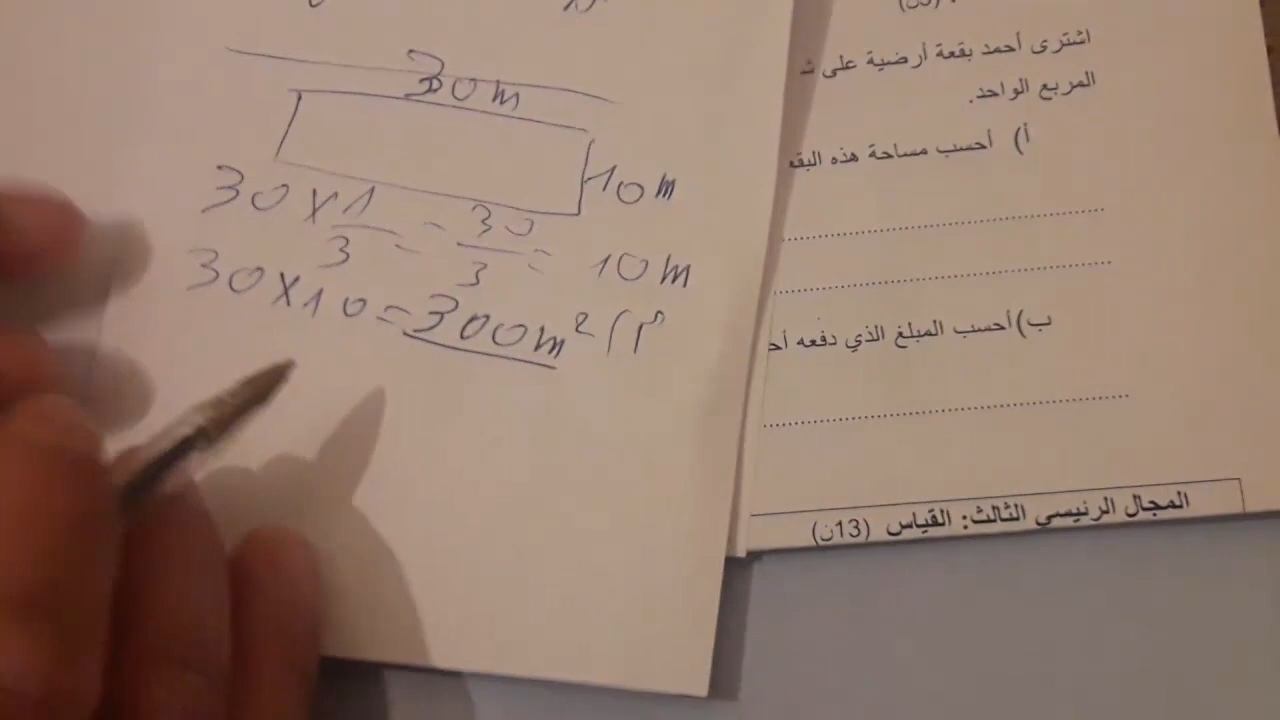 30m
10m
30 × 1/3 = 30/3 = 10m
30 × 10 = 300m² (أ
اشترى أحمد بقعة أرضية على
المربع الواحد.
أ) أحسب مساحة هذه
ب) أحسب المبلغ الذي دفعه
المجال الرئيسي الثالث: القياس (13ن)